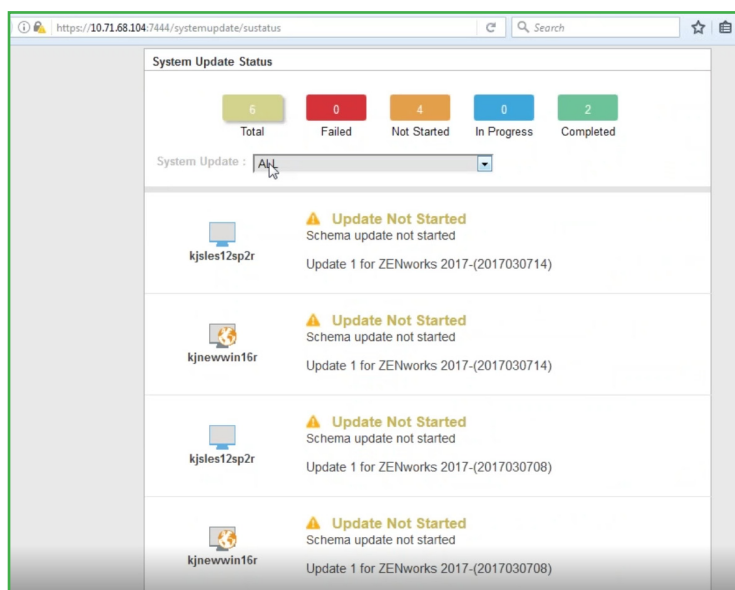 https://10.71.68.104:7444/systemupdate/sustatus
Search
System Update Status
6 0 4 0 2
Total Failed Not Started In Progress Completed
System Update : ALL
Update Not Started
Schema update not started
kjsles12sp2r
Update 1 for ZENworks 2017-(2017030714)
Update Not Started
Schema update not started
kjnewwin16r
Update 1 for ZENworks 2017-(2017030714)
Update Not Started
Schema update not started
kjsles12sp2r
Update 1 for ZENworks 2017-(2017030708)
Update Not Started
Schema update not started
kjnewwin16r
Update 1 for ZENworks 2017-(2017030708)